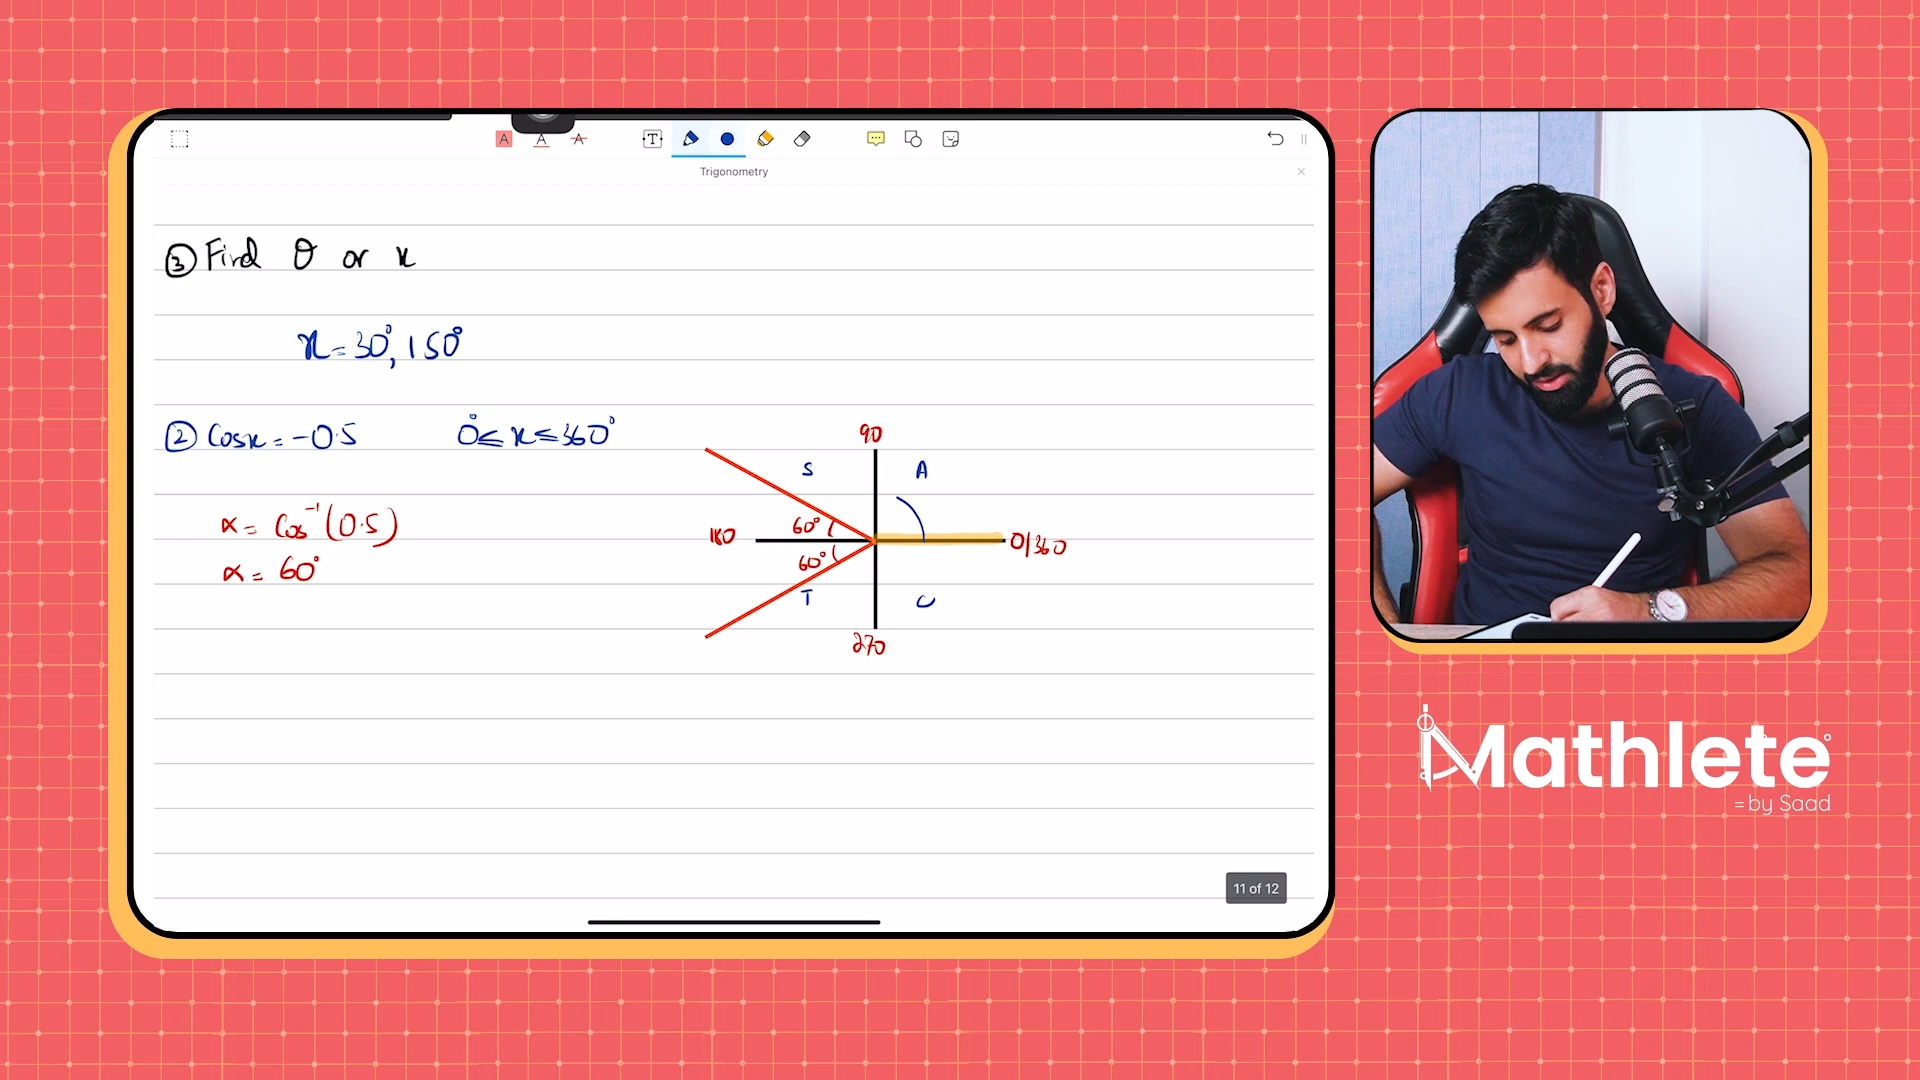 A A A T
Trigonometry
③ Find θ or x
x = 30°, 150°
② Cosx = -0.5 0° ≤ x ≤ 360°
α = Cos⁻¹(0.5)
α = 60°
90
S A
60°
180 0/360
60°
T C
270
11 of 12
Mathlete°
= by Saad